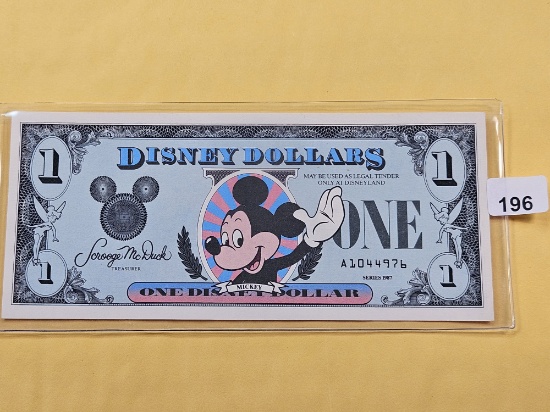 1 DISNEY DOLLARS 1
MAY BE USED AS LEGAL TENDER
ONLY AT DISNEYLAND
196
ONE
Scrooge McDuck
TREASURER
A1044976
SERIES 1987
1 MICKEY 1
ONE DISNEY DOLLAR